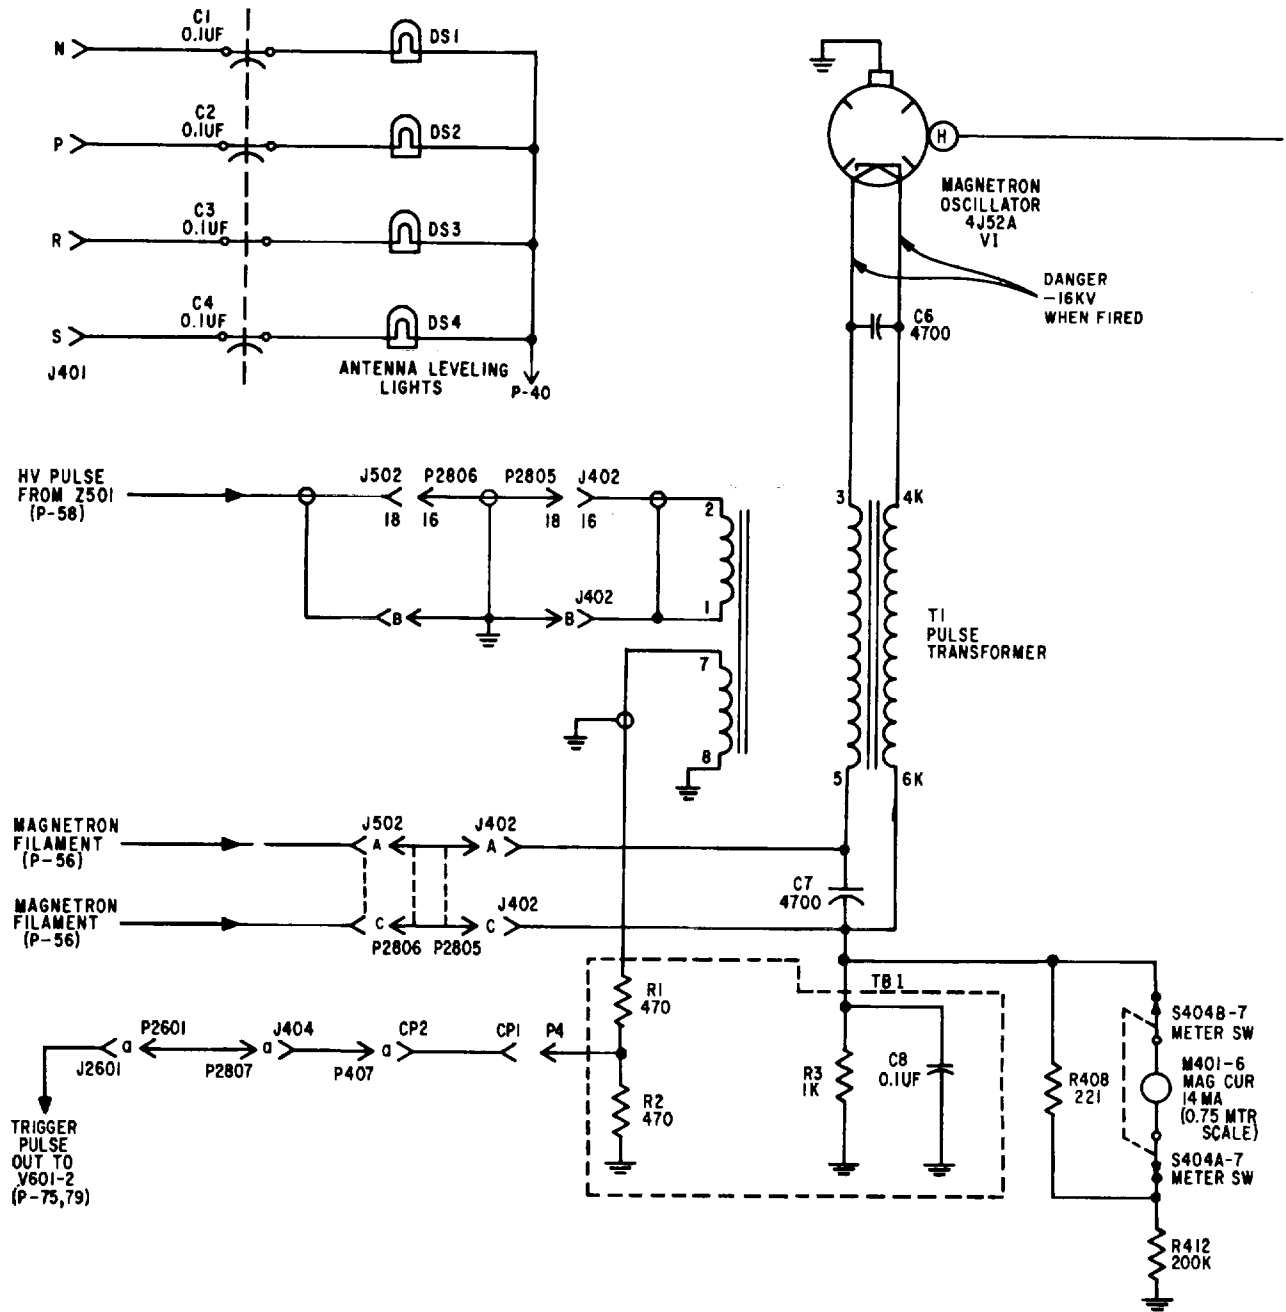 C1
0.1UF
N
DS1
C2
0.1UF
P
DS2
C3
0.1UF
R
DS3
C4
0.1UF
S
DS4
J401
ANTENNA LEVELING
LIGHTS
P-40
H
MAGNETRON
OSCILLATOR
4J52A
V1
DANGER
-16KV
WHEN FIRED
C6
4700
HV PULSE
FROM Z501
(P-58)
J502 P2806 P2805 J402
18 16 18 16
2
J402
B B
1
3 4K
T1
PULSE
TRANSFORMER
7
8
5 6K
MAGNETRON
FILAMENT
(P-56)
J502 J402
A A
C7
4700
MAGNETRON
FILAMENT
(P-56)
J402
C C
P2806 P2805
TB1
R1
470
P2601 J404 CP2 CP1 P4
a a a
J2601 P2807 P407
R2
470
R3
1K
C8
0.1UF
R408
221
S404B-7
METER SW
M401-6
MAG CUR
14MA
(0.75 MTR
SCALE)
S404A-7
METER SW
TRIGGER
PULSE
OUT TO
V601-2
(P-75,79)
R412
200K